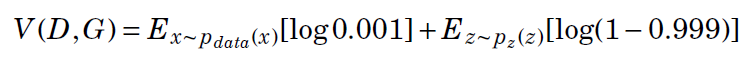 V(D,G) = E_{x∼p_{data}(x)}[log 0.001] + E_{z∼p_z(z)}[log(1 − 0.999)]